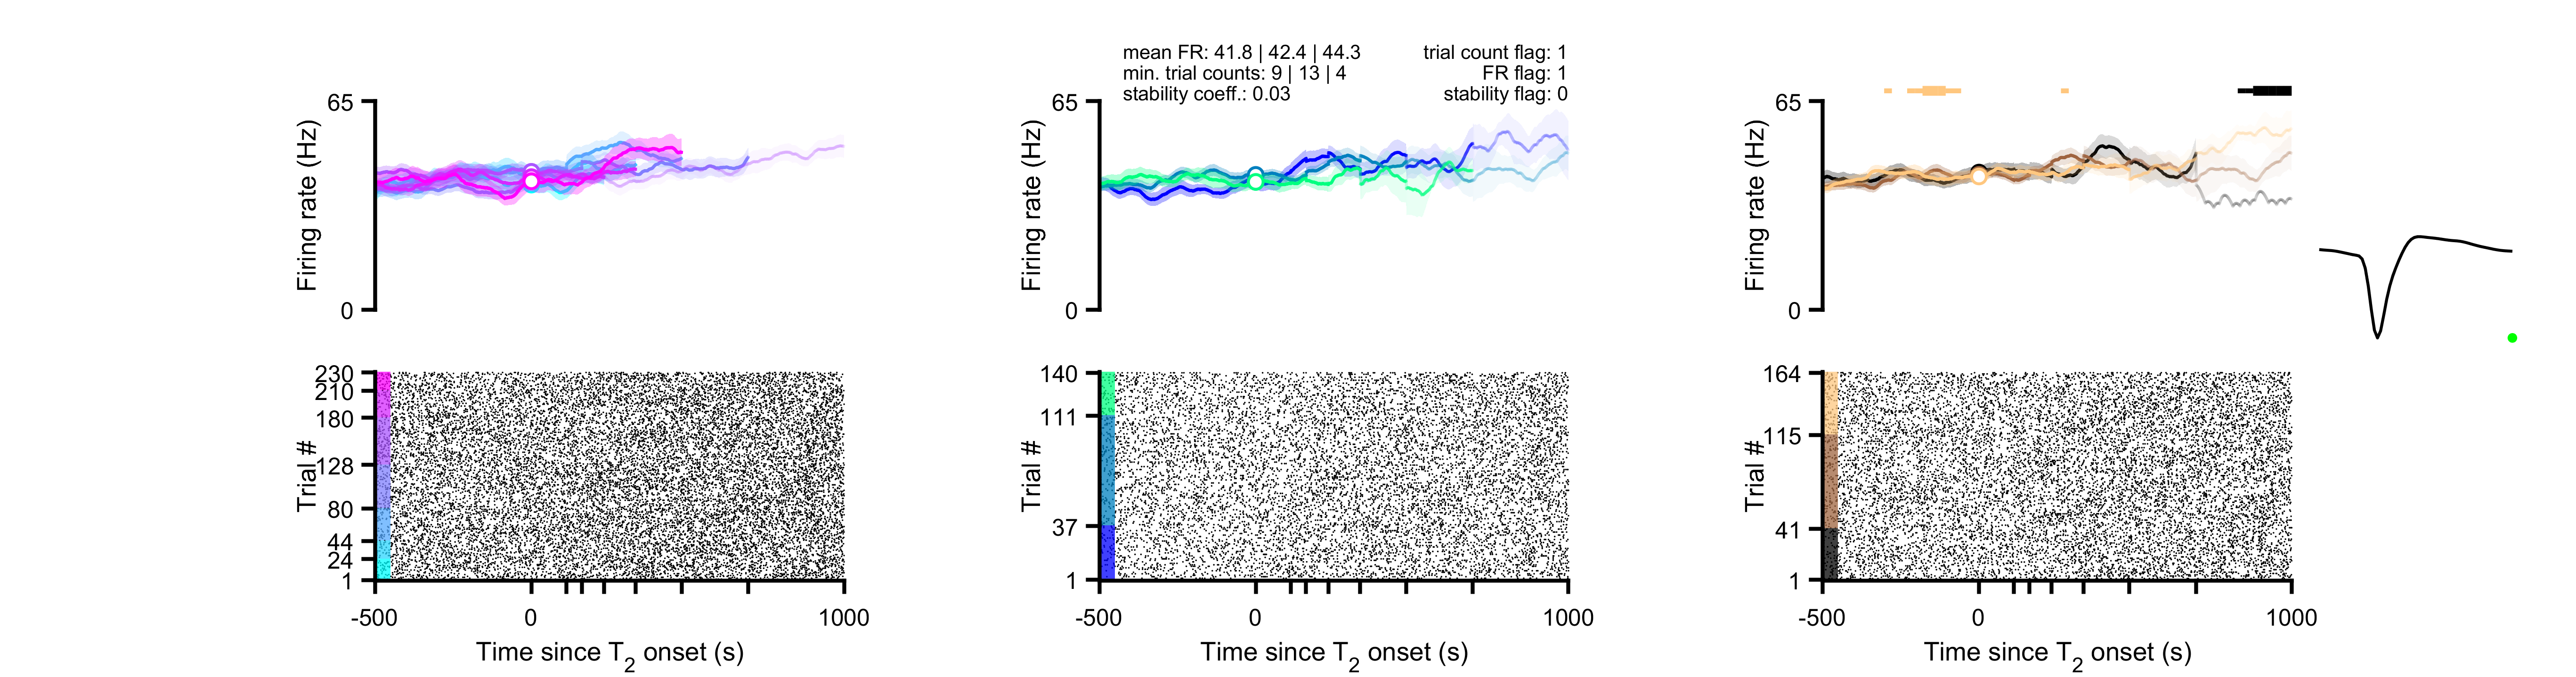 mean FR: 41.8 | 42.4 | 44.3
min. trial counts: 9 | 13 | 4
stability coeff.: 0.03
trial count flag: 1
FR flag: 1
stability flag: 0
65
Firing rate (Hz)
0
65
Firing rate (Hz)
0
65
Firing rate (Hz)
0
230
210
180
128
80
44
24
1
Trial #
-500
0
1000
Time since T2 onset (s)
140
111
37
1
Trial #
-500
0
1000
Time since T2 onset (s)
164
115
41
1
Trial #
-500
0
1000
Time since T2 onset (s)